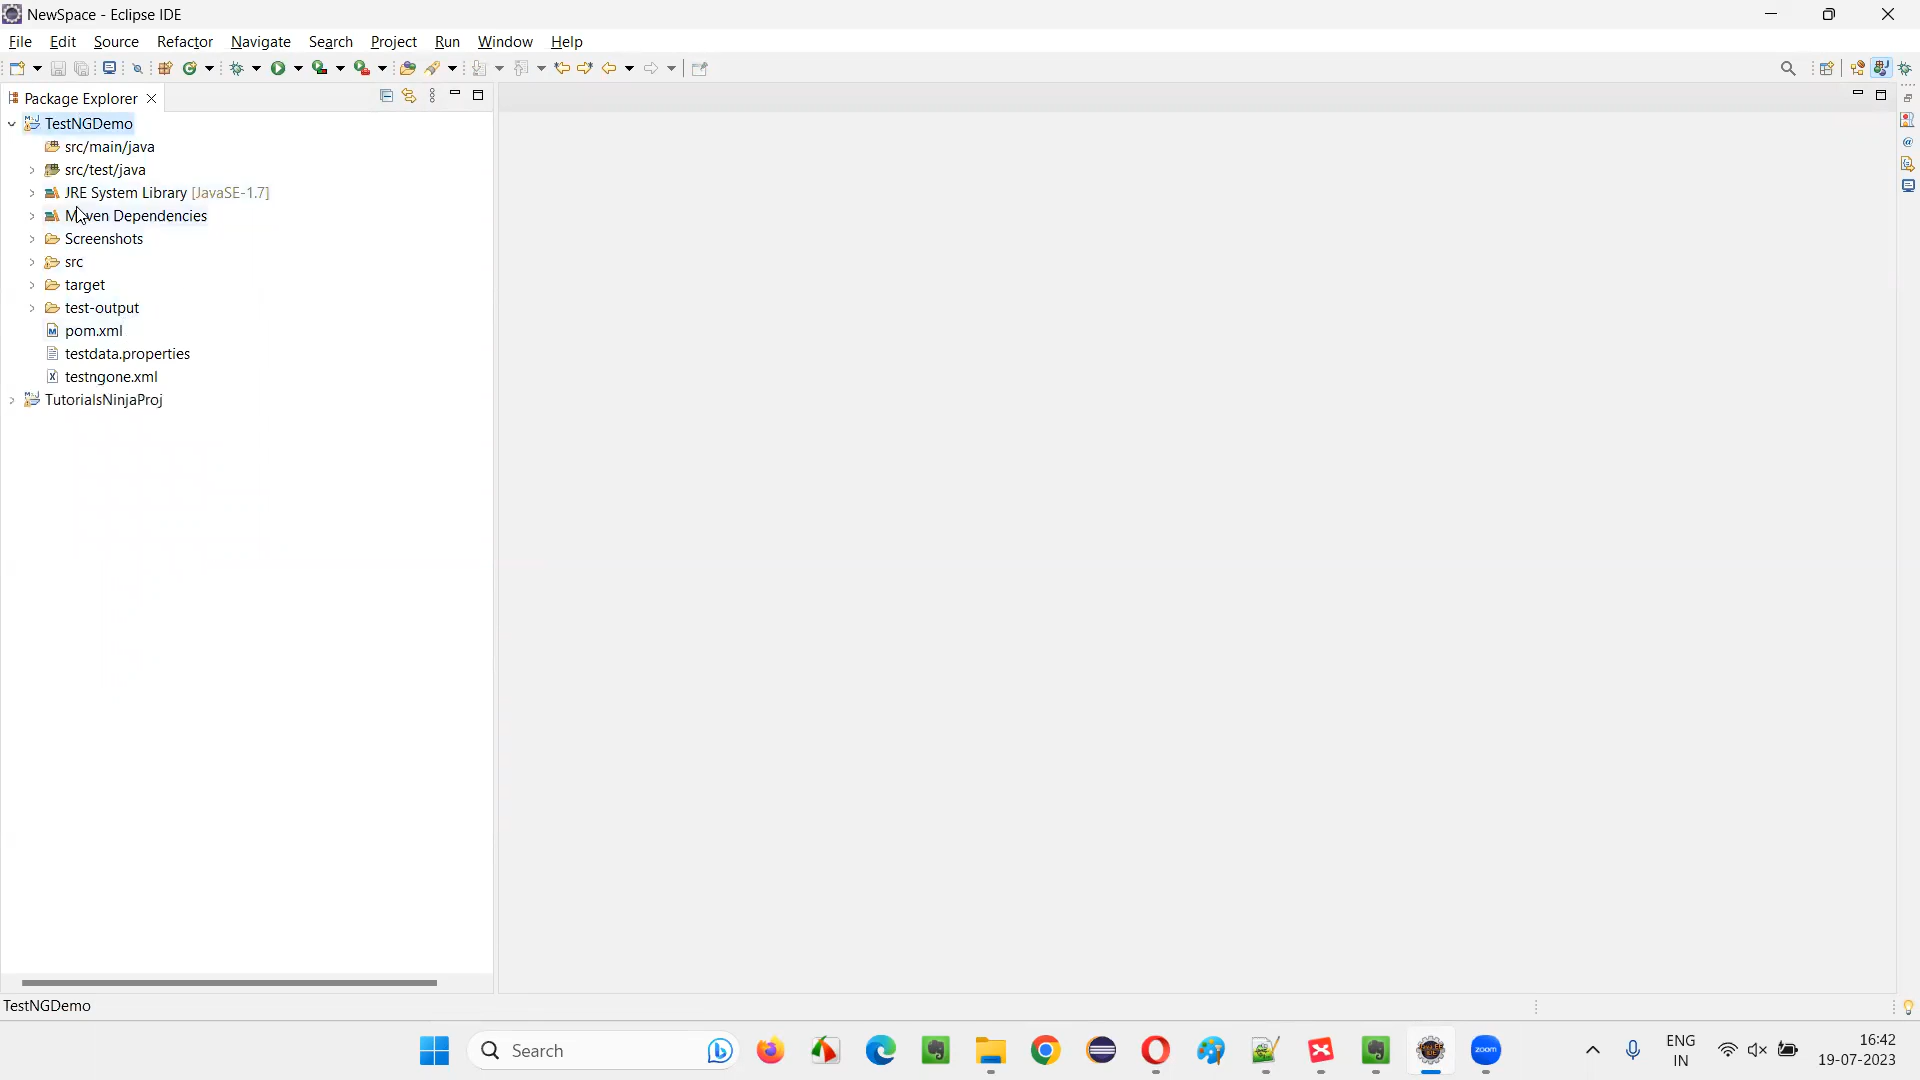 NewSpace - Eclipse IDE
File Edit Source Refactor Navigate Search Project Run Window Help
Package Explorer
TestNGDemo
src/main/java
src/test/java
JRE System Library [JavaSE-1.7]
Maven Dependencies
Screenshots
src
target
test-output
pom.xml
testdata.properties
testngone.xml
TutorialsNinjaProj
TestNGDemo
Search
zoom
ENG
IN
16:42
19-07-2023